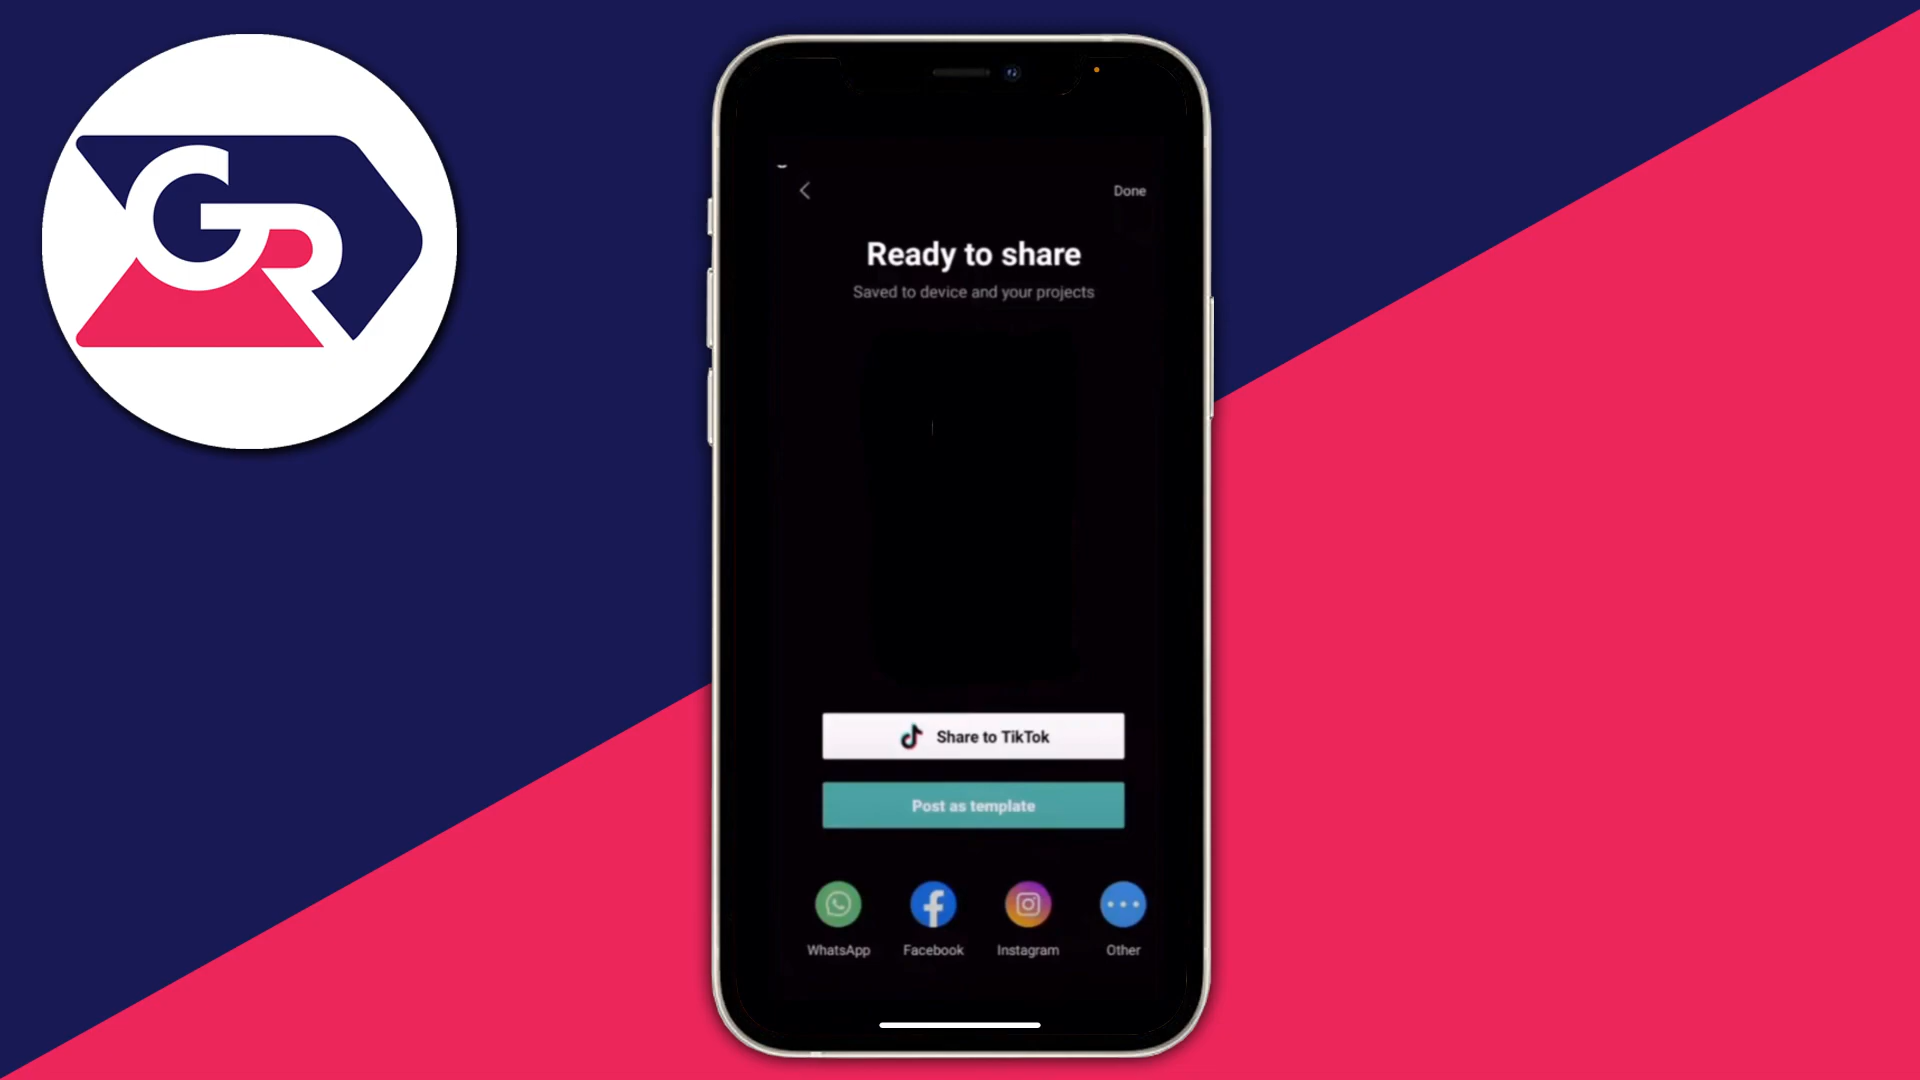 GR
Done
Ready to share
Saved to device and your projects
Share to TikTok
Post as template
WhatsApp
Facebook
Instagram
Other